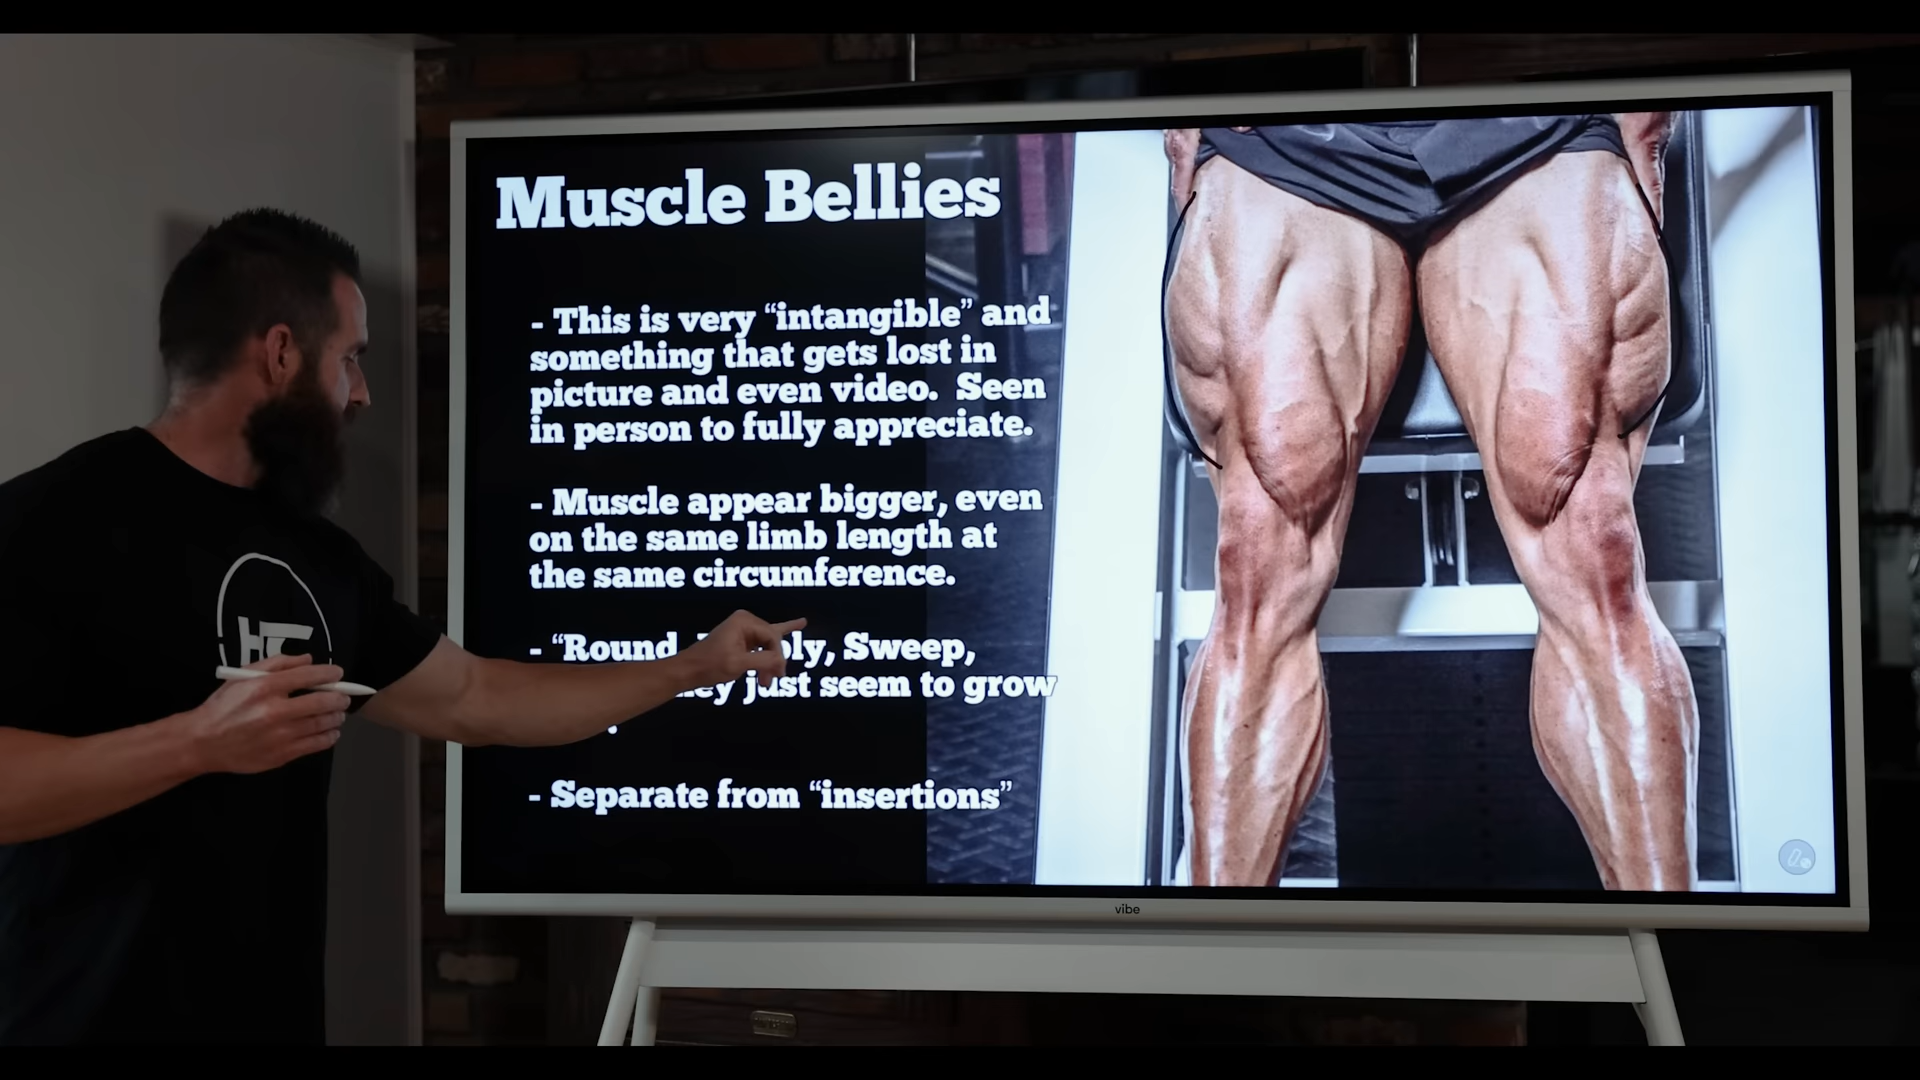 Muscle Bellies
- This is very “intangible” and
something that gets lost in
picture and even video. Seen
in person to fully appreciate.
- Muscle appear bigger, even
on the same limb length at
the same circumference.
- “Round, Sweep,
just seem to grow
- Separate from “insertions”
vibe